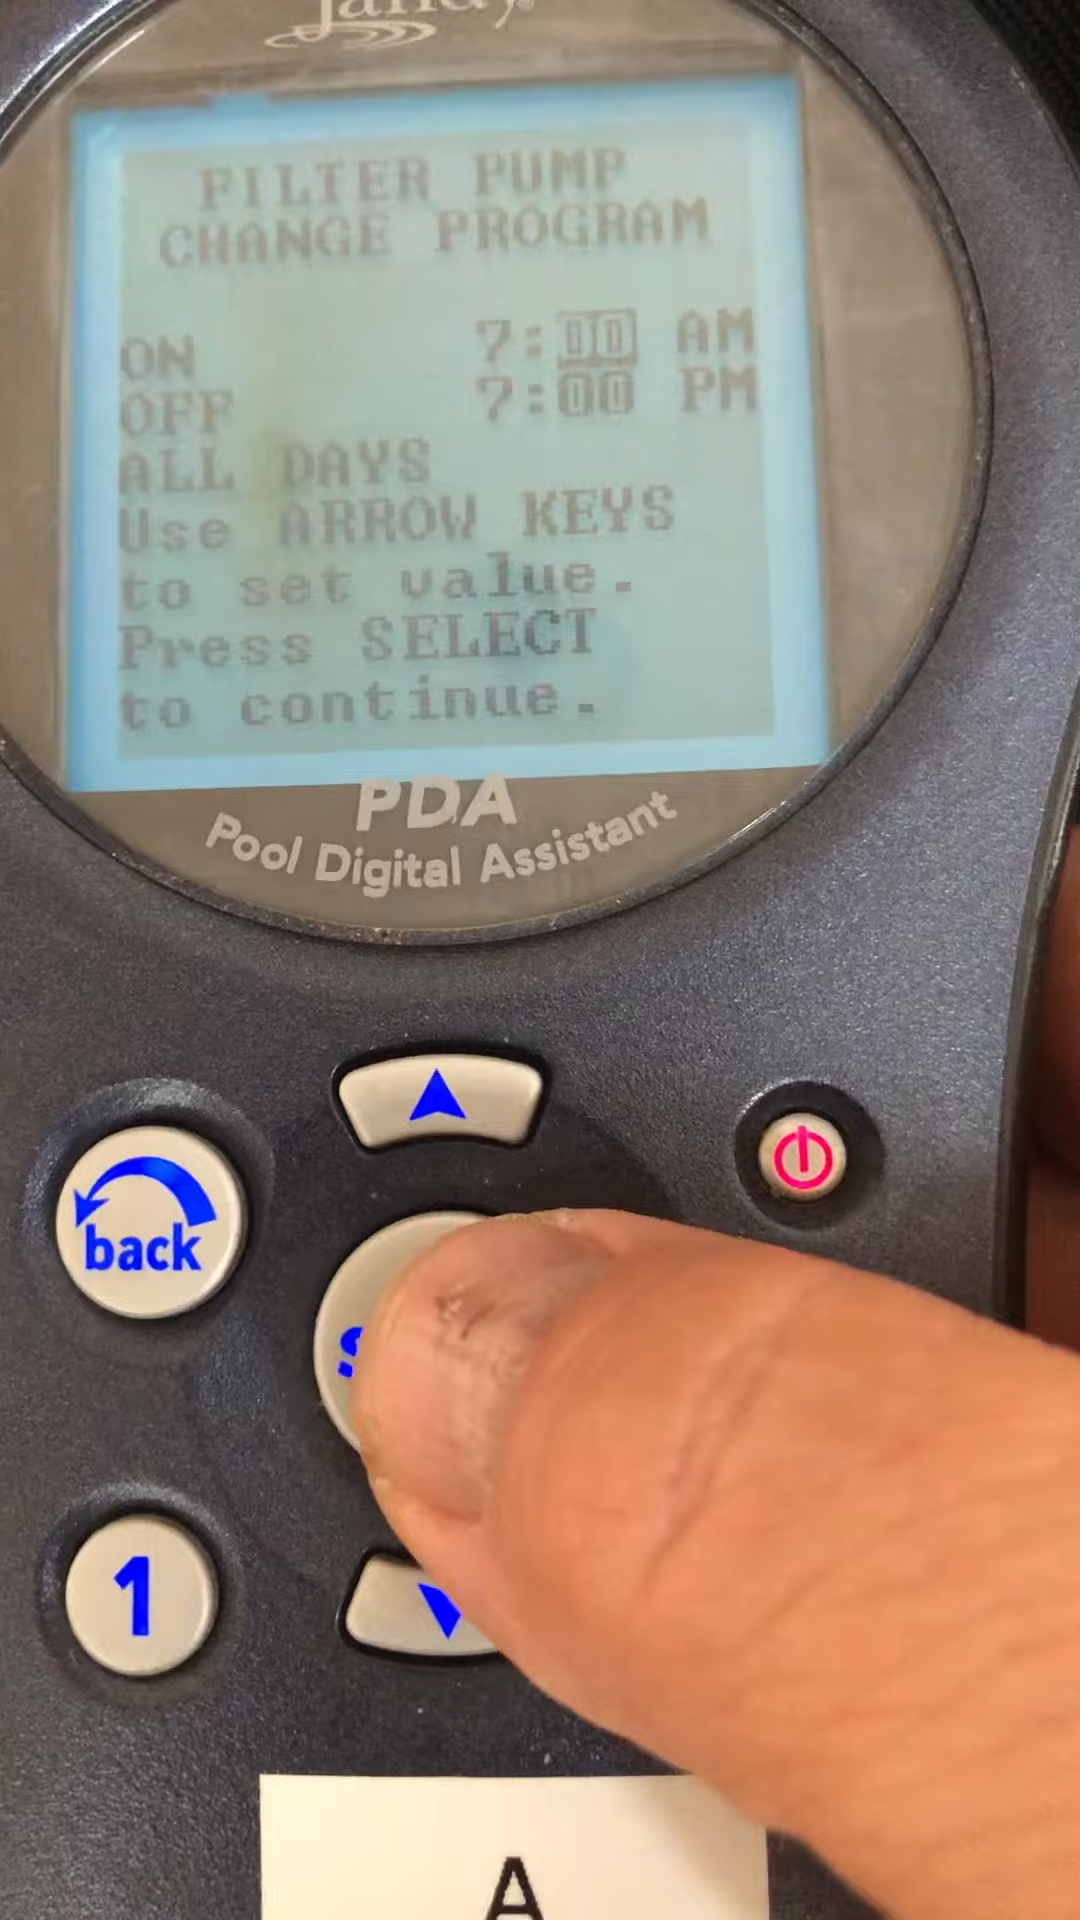 Jandy®
FILTER PUMP
CHANGE PROGRAM
ON 7:00 AM
OFF 7:00 PM
ALL DAYS
Use ARROW KEYS
to set value.
Press SELECT
to continue.
PDA
Pool Digital Assistant
back
S
1
A